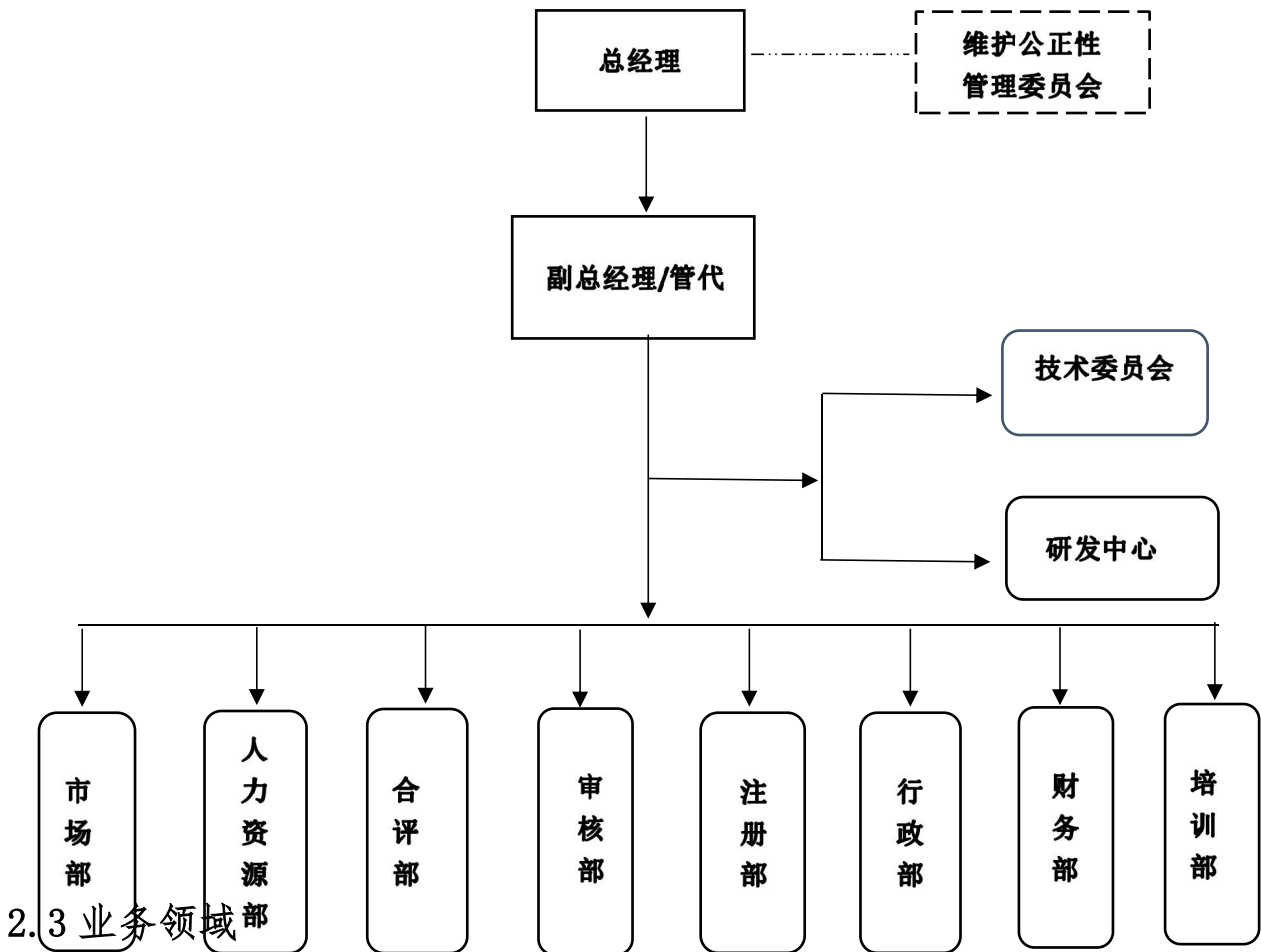 总经理
维护公正性
管理委员会
副总经理/管代
技术委员会
研发中心
市场部
人力资源部
合评部
审核部
注册部
行政部
财务部
培训部
2.3 业务领域